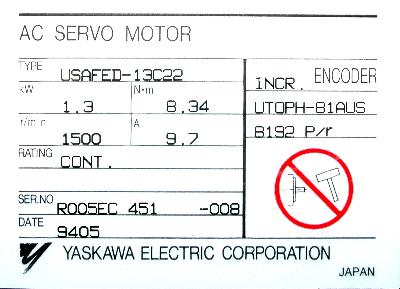 AC SERVO MOTOR
TYPE USAFED-13C22
kW 1.3 N·m 8.34
r/min 1500 A 9.7
RATING CONT.
INCR. ENCODER
UTOPH-81AUS
8192 P/r
SER.NO R005EC 451 -008
DATE 9405
YASKAWA ELECTRIC CORPORATION
JAPAN